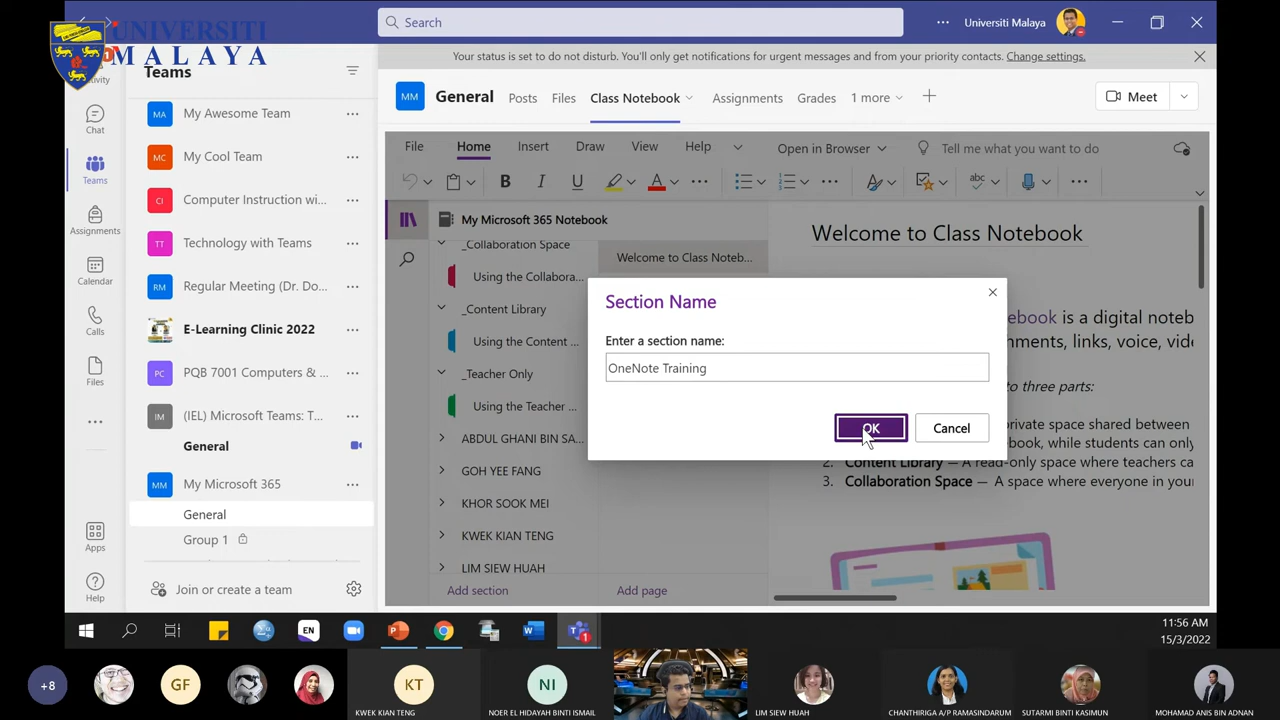 UNIVERSITI
MALAYA
Search
Universiti Malaya
Your status is set to do not disturb. You'll only get notifications for urgent messages and from your priority contacts. Change settings.
Activity
Chat
Teams
Assignments
Calendar
Calls
Files
Apps
Help
Teams
MA My Awesome Team
MC My Cool Team
CI Computer Instruction wi...
TT Technology with Teams
RM Regular Meeting (Dr. Do...
E-Learning Clinic 2022
PC PQB 7001 Computers & ...
IM (IEL) Microsoft Teams: T...
General
MM My Microsoft 365
General
Group 1
Join or create a team
MM General Posts Files Class Notebook Assignments Grades 1 more
Meet
File Home Insert Draw View Help Open in Browser Tell me what you want to do
B I U A abc
My Microsoft 365 Notebook
_Collaboration Space
Using the Collabora...
_Content Library
Using the Content ...
_Teacher Only
Using the Teacher ...
ABDUL GHANI BIN SA...
GOH YEE FANG
KHOR SOOK MEI
KWEK KIAN TENG
LIM SIEW HUAH
Add section
Welcome to Class Noteb...
Add page
Welcome to Class Notebook
notebook is a digital noteb
nments, links, voice, vide
to three parts:
private space shared between
book, while students can only
2. Content Library — A read-only space where teachers ca
3. Collaboration Space — A space where everyone in your
Section Name
Enter a section name:
OneNote Training
OK
Cancel
EN
1
11:56 AM
15/3/2022
+8
GF
KT
KWEK KIAN TENG
NI
NOER EL HIDAYAH BINTI ISMAIL
LIM SIEW HUAH
CHANTHIRIGA A/P RAMASINDARUM
SUTARMI BINTI KASIMUN
MOHAMAD ANIS BIN ADNAN